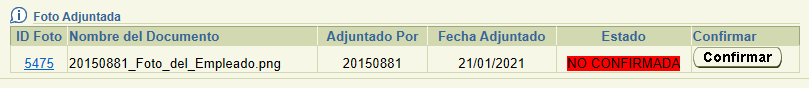 Foto Adjuntada
ID Foto Nombre del Documento Adjuntado Por Fecha Adjuntado Estado Confirmar
5475 20150881_Foto_del_Empleado.png 20150881 21/01/2021 NO CONFIRMADA Confirmar